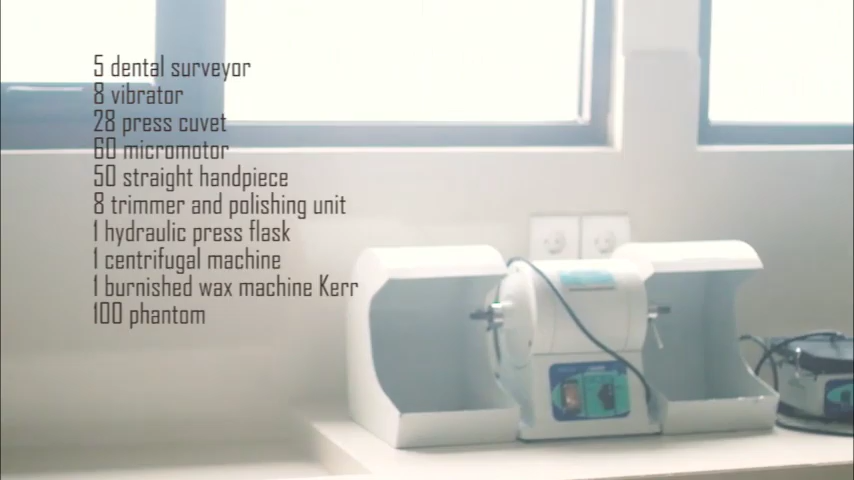 5 dental surveyor
8 vibrator
28 press cuvet
60 micromotor
50 straight handpiece
8 trimmer and polishing unit
1 hydraulic press flask
1 centrifugal machine
1 burnished wax machine Kerr
100 phantom